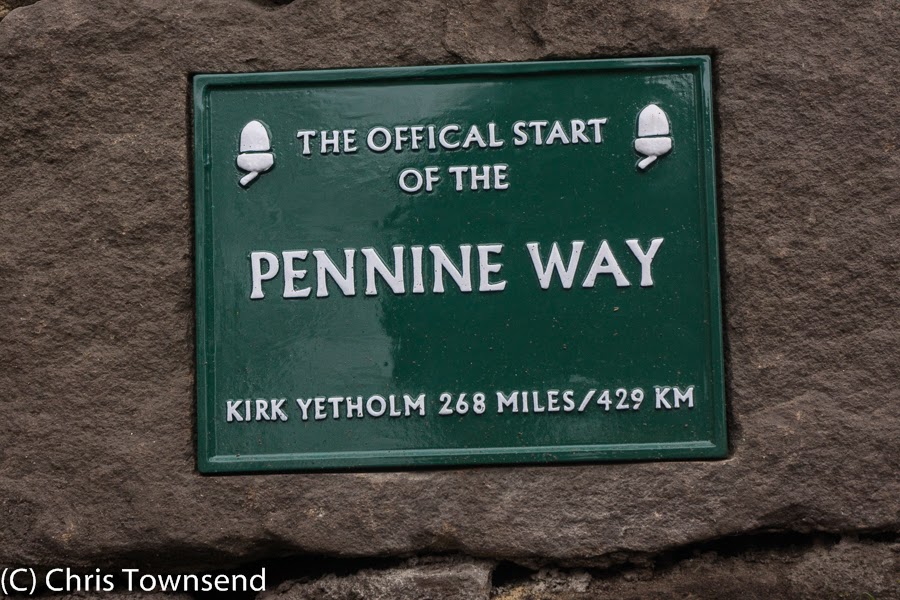 THE OFFICAL START
OF THE
PENNINE WAY
KIRK YETHOLM 268 MILES/429 KM
(C) Chris Townsend